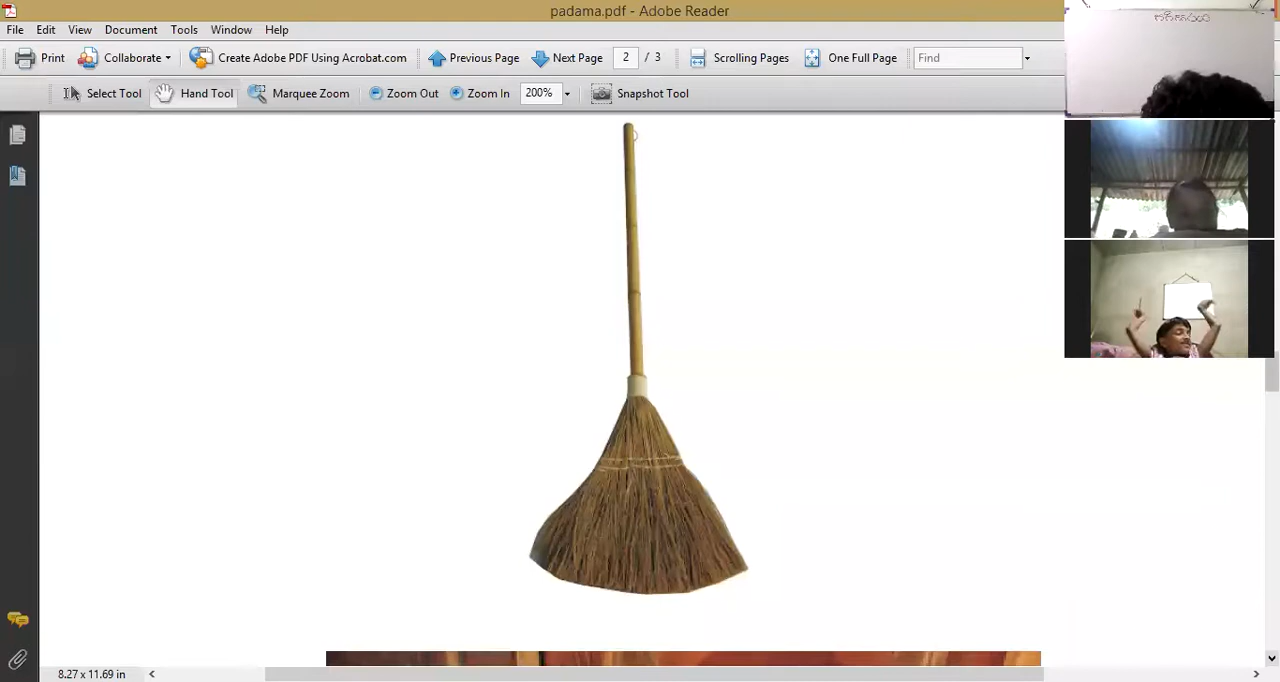 padama.pdf - Adobe Reader
File Edit View Document Tools Window Help
Print Collaborate Create Adobe PDF Using Acrobat.com Previous Page Next Page 2 / 3 Scrolling Pages One Full Page Find
Select Tool Hand Tool Marquee Zoom Zoom Out Zoom In 200% Snapshot Tool
8.27 x 11.69 in